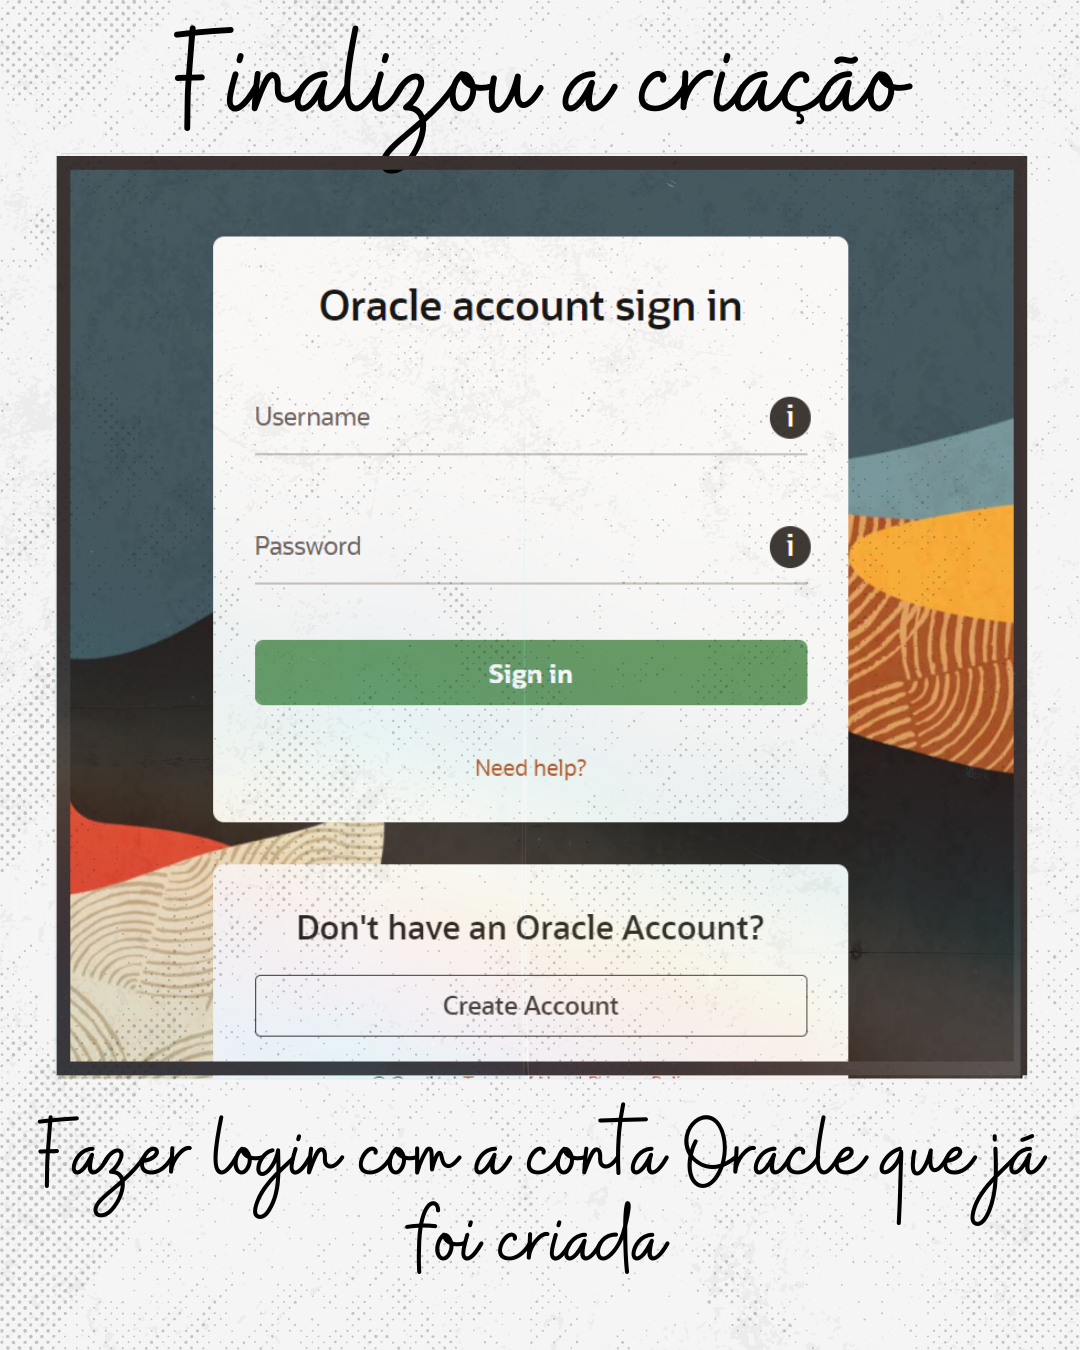 Finalizou a criação
Oracle account sign in
Username
i
Password
i
Sign in
Need help?
Don't have an Oracle Account?
Create Account
Fazer login com a conta Oracle que já
foi criada